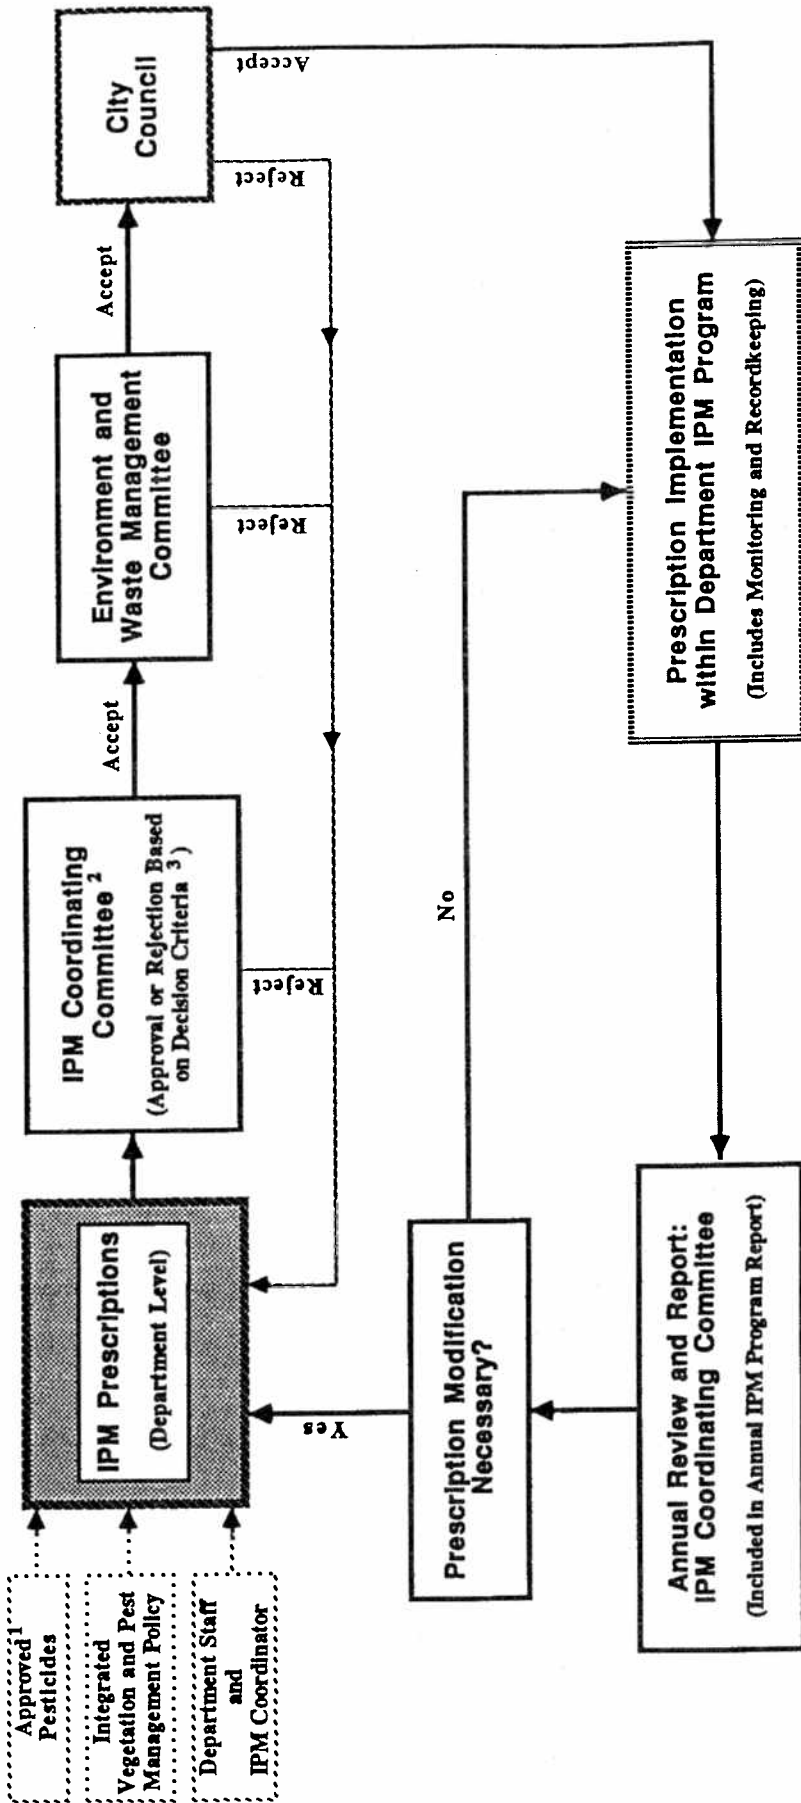 Approved1
Pesticides
Integrated
Vegetation and Pest
Management Policy
Department Staff
and
IPM Coordinator
IPM Prescriptions
(Department Level)
IPM Coordinating
Committee2
(Approval or Rejection Based
on Decision Criteria 3)
Accept
Reject
Environment and
Waste Management
Committee
Accept
Reject
City
Council
Reject
Accept
Yes
Prescription Modification
Necessary?
No
Annual Review and Report:
IPM Coordinating Committee
(Included in Annual IPM Program Report)
Prescription Implementation
within Department IPM Program
(Includes Monitoring and Recordkeeping)